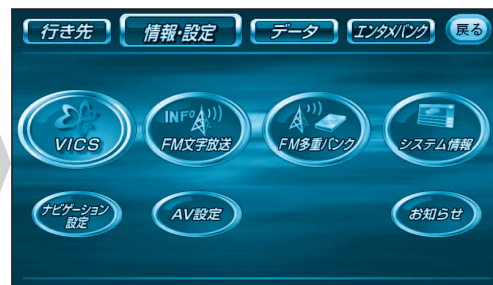 行き先 情報・設定 データ エンタメバンク 戻る
VICS INFO FM文字放送 FM多重バンク システム情報
ナビゲーション
設定 AV設定 お知らせ